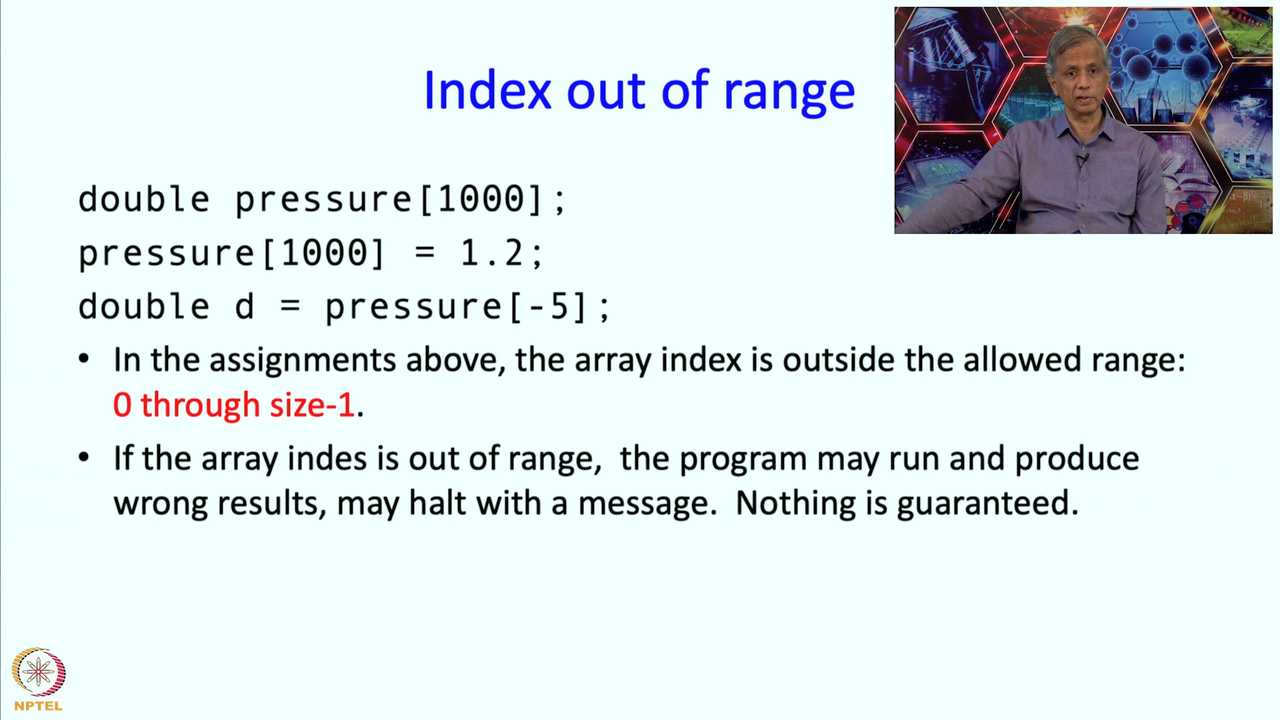 Index out of range
double pressure[1000];
pressure[1000] = 1.2;
double d = pressure[-5];
• In the assignments above, the array index is outside the allowed range:
0 through size-1.
• If the array indes is out of range, the program may run and produce
wrong results, may halt with a message. Nothing is guaranteed.
NPTEL